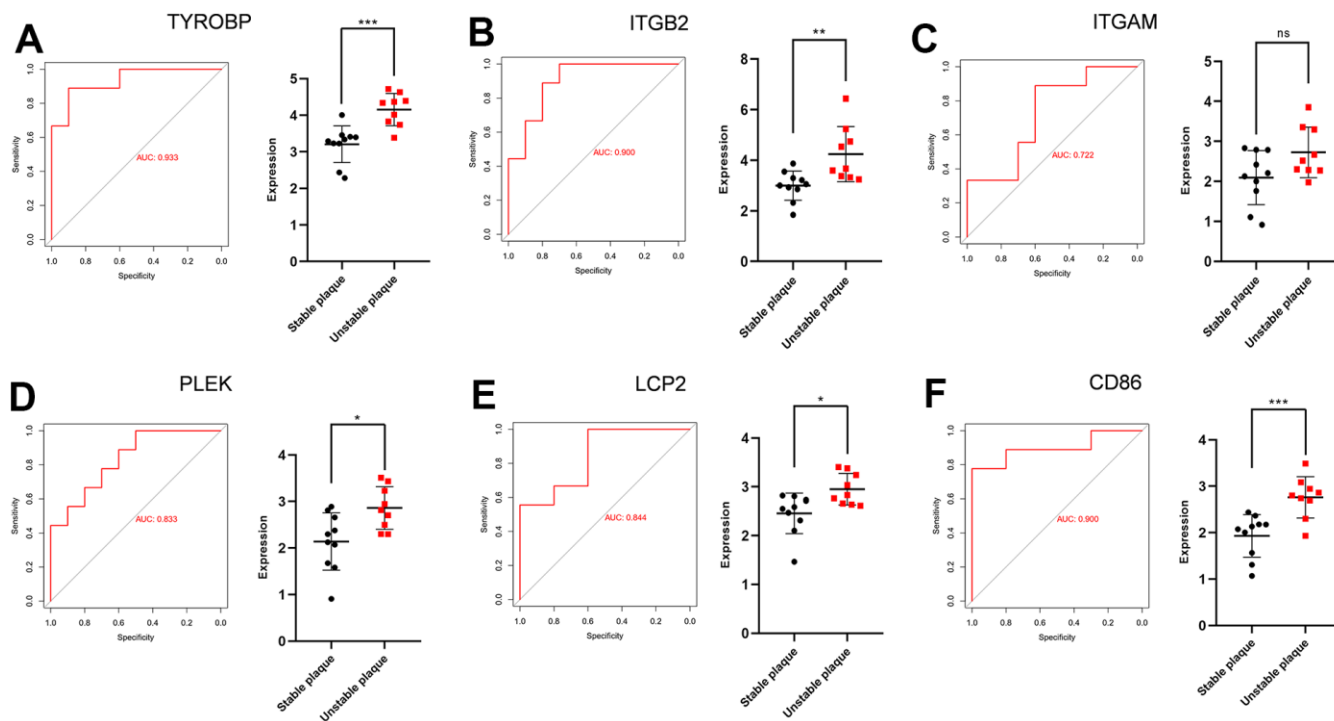 A
TYROBP
Sensitivity
1.0
0.8
0.6
0.4
0.2
0.0
AUC: 0.933
1.0 0.8 0.6 0.4 0.2 0.0
Specificity
***
Expression
5
4
3
2
1
0
Stable plaque
Unstable plaque
B
ITGB2
Sensitivity
1.0
0.8
0.6
0.4
0.2
0.0
AUC: 0.900
1.0 0.8 0.6 0.4 0.2 0.0
Specificity
**
Expression
8
6
4
2
0
Stable plaque
Unstable plaque
C
ITGAM
Sensitivity
1.0
0.8
0.6
0.4
0.2
0.0
AUC: 0.722
1.0 0.8 0.6 0.4 0.2 0.0
Specificity
ns
Expression
5
4
3
2
1
0
Stable plaque
Unstable plaque
D
PLEK
Sensitivity
1.0
0.8
0.6
0.4
0.2
0.0
AUC: 0.833
1.0 0.8 0.6 0.4 0.2 0.0
Specificity
*
Expression
4
3
2
1
0
Stable plaque
Unstable plaque
E
LCP2
Sensitivity
1.0
0.8
0.6
0.4
0.2
0.0
AUC: 0.844
1.0 0.8 0.6 0.4 0.2 0.0
Specificity
*
Expression
4
3
2
1
0
Stable plaque
Unstable plaque
F
CD86
Sensitivity
1.0
0.8
0.6
0.4
0.2
0.0
AUC: 0.900
1.0 0.8 0.6 0.4 0.2 0.0
Specificity
***
Expression
4
3
2
1
0
Stable plaque
Unstable plaque